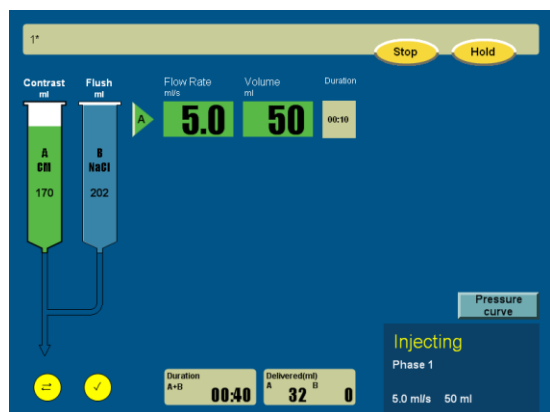 1*
Stop
Hold
Contrast
ml
Flush
ml
Flow Rate
ml/s
Volume
ml
Duration
A
5.0
50
00:10
A
CM
170
B
NaCl
202
Pressure
curve
Injecting
Phase 1
5.0 ml/s 50 ml
Duration
A+B
00:40
Delivered(ml)
A 32 B 0